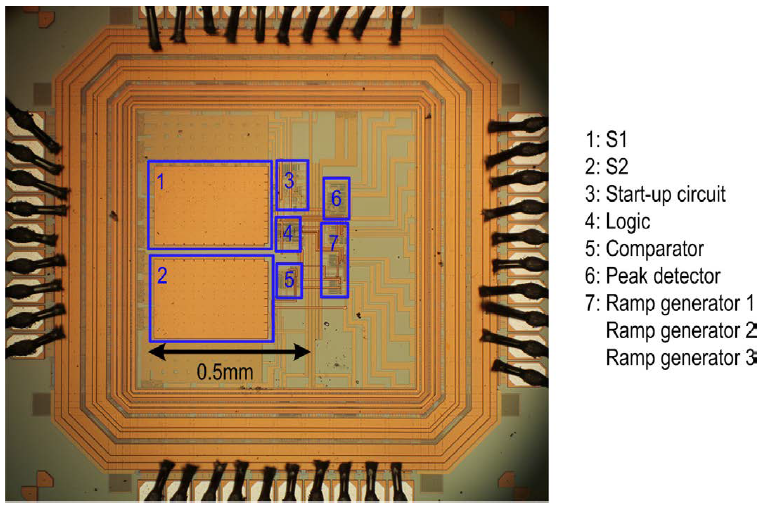 1
2
3
4
5
6
7
0.5mm
1: S1
2: S2
3: Start-up circuit
4: Logic
5: Comparator
6: Peak detector
7: Ramp generator 1
Ramp generator 2
Ramp generator 3